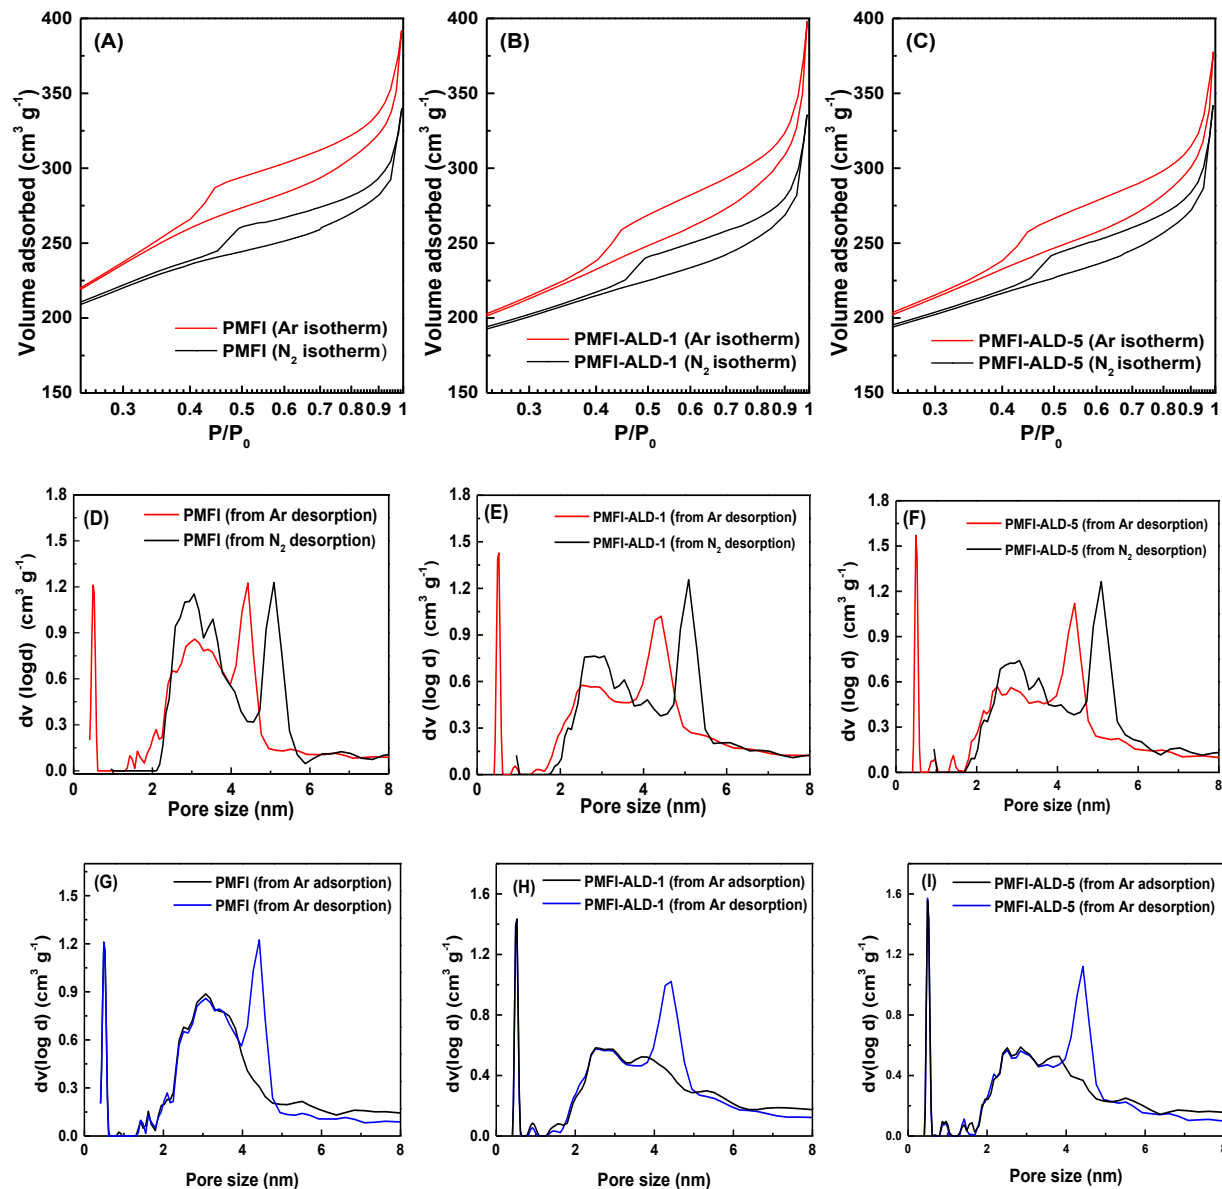 (A)
400
350
300
250
200
150
Volume adsorbed (cm³ g⁻¹)
PMFI (Ar isotherm)
PMFI (N₂ isotherm)
0.3 0.4 0.5 0.6 0.7 0.8 0.9 1
P/P₀
(B)
400
350
300
250
200
150
Volume adsorbed (cm³ g⁻¹)
PMFI-ALD-1 (Ar isotherm)
PMFI-ALD-1 (N₂ isotherm)
0.3 0.4 0.5 0.6 0.7 0.8 0.9 1
P/P₀
(C)
400
350
300
250
200
150
Volume adsorbed (cm³ g⁻¹)
PMFI-ALD-5 (Ar isotherm)
PMFI-ALD-5 (N₂ isotherm)
0.3 0.4 0.5 0.6 0.7 0.8 0.9 1
P/P₀
(D)
PMFI (from Ar desorption)
PMFI (from N₂ desorption)
1.8
1.5
1.2
0.9
0.6
0.3
0.0
dv (logd) (cm³ g⁻¹)
0 2 4 6 8
Pore size (nm)
(E)
PMFI-ALD-1 (from Ar desorption)
PMFI-ALD-1 (from N₂ desorption)
1.8
1.5
1.2
0.9
0.6
0.3
0.0
dv (log d) (cm³ g⁻¹)
0 2 4 6 8
Pore size (nm)
(F)
PMFI-ALD-5 (from Ar desorption)
PMFI-ALD-5 (from N₂ desorption)
1.8
1.5
1.2
0.9
0.6
0.3
0.0
dv (log d) (cm³ g⁻¹)
0 2 4 6 8
Pore size (nm)
(G)
PMFI (from Ar adsorption)
PMFI (from Ar desorption)
1.5
1.2
0.9
0.6
0.3
0.0
dv(log d) (cm³ g⁻¹)
0 2 4 6 8
Pore size (nm)
(H)
PMFI-ALD-1 (from Ar adsorption)
PMFI-ALD-1 (from Ar desorption)
1.6
1.2
0.8
0.4
0.0
dv(log d) (cm³ g⁻¹)
0 2 4 6 8
Pore size (nm)
(I)
PMFI-ALD-5 (from Ar adsorption)
PMFI-ALD-5 (from Ar desorption)
1.6
1.2
0.8
0.4
0.0
dv(log d) (cm³ g⁻¹)
0 2 4 6 8
Pore size (nm)